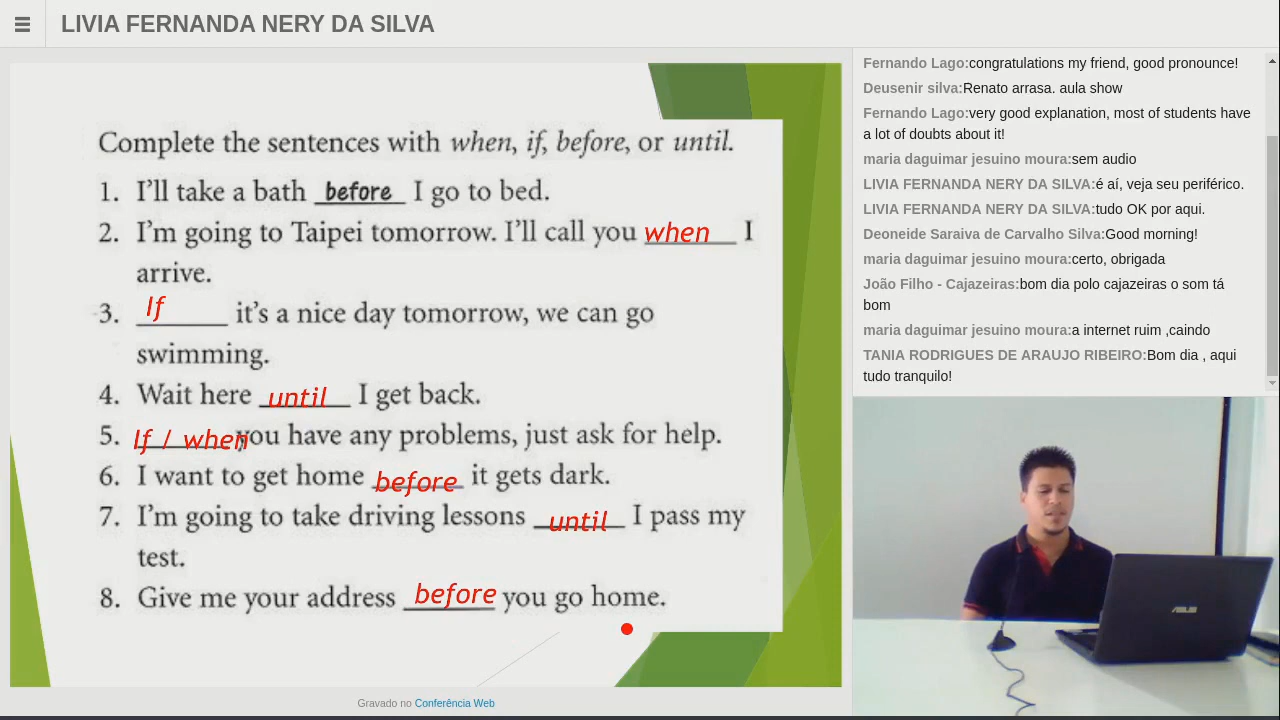 LIVIA FERNANDA NERY DA SILVA
Complete the sentences with when, if, before, or until.
1. I'll take a bath before I go to bed.
2. I'm going to Taipei tomorrow. I'll call you when I
arrive.
3. If it's a nice day tomorrow, we can go
swimming.
4. Wait here until I get back.
5. If / when you have any problems, just ask for help.
6. I want to get home before it gets dark.
7. I'm going to take driving lessons until I pass my
test.
8. Give me your address before you go home.
Gravado no Conferência Web
Fernando Lago:congratulations my friend, good pronounce!
Deusenir silva:Renato arrasa. aula show
Fernando Lago:very good explanation, most of students have
a lot of doubts about it!
maria daguimar jesuino moura:sem audio
LIVIA FERNANDA NERY DA SILVA:é aí, veja seu periférico.
LIVIA FERNANDA NERY DA SILVA:tudo OK por aqui.
Deoneide Saraiva de Carvalho Silva:Good morning!
maria daguimar jesuino moura:certo, obrigada
João Filho - Cajazeiras:bom dia polo cajazeiras o som tá
bom
maria daguimar jesuino moura:a internet ruim ,caindo
TANIA RODRIGUES DE ARAUJO RIBEIRO:Bom dia , aqui
tudo tranquilo!
ASUS